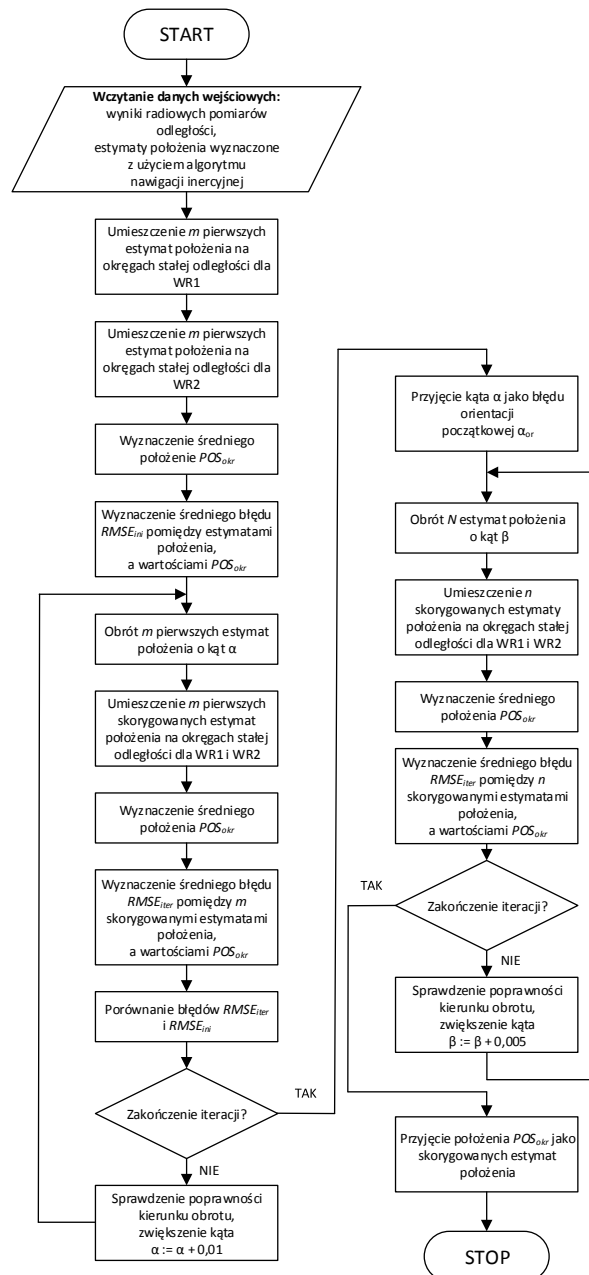 START
Wczytanie danych wejściowych:
wyniki radiowych pomiarów
odległości,
estymaty położenia wyznaczone
z użyciem algorytmu
nawigacji inercyjnej
Umieszczenie m pierwszych
estymat położenia na
okręgach stałej odległości dla
WR1
Umieszczenie m pierwszych
estymat położenia na
okręgach stałej odległości dla
WR2
Wyznaczenie średniego
położenie POSokr
Wyznaczenie średniego błędu
RMSEini pomiędzy estymatami
położenia,
a wartościami POSokr
Obrót m pierwszych estymat
położenia o kąt α
Umieszczenie m pierwszych
skorygowanych estymat
położenia na okręgach stałej
odległości dla WR1 i WR2
Wyznaczenie średniego
położenia POSokr
Wyznaczenie średniego błędu
RMSEiter pomiędzy m
skorygowanymi estymatami
położenia,
a wartościami POSokr
Porównanie błędów RMSEiter
i RMSEini
Zakończenie iteracji?
TAK
NIE
Sprawdzenie poprawności
kierunku obrotu,
zwiększenie kąta
α := α + 0,01
Przyjęcie kąta α jako błędu
orientacji
początkowej αor
Obrót N estymat położenia
o kąt β
Umieszczenie n
skorygowanych estymaty
położenia na okręgach stałej
odległości dla WR1 i WR2
Wyznaczenie średniego
położenia POSokr
Wyznaczenie średniego błędu
RMSEiter pomiędzy n
skorygowanymi estymatami
położenia,
a wartościami POSokr
TAK
Zakończenie iteracji?
NIE
Sprawdzenie poprawności
kierunku obrotu,
zwiększenie kąta
β := β + 0,005
Przyjęcie położenia POSokr jako
skorygowanych estymat
położenia
STOP